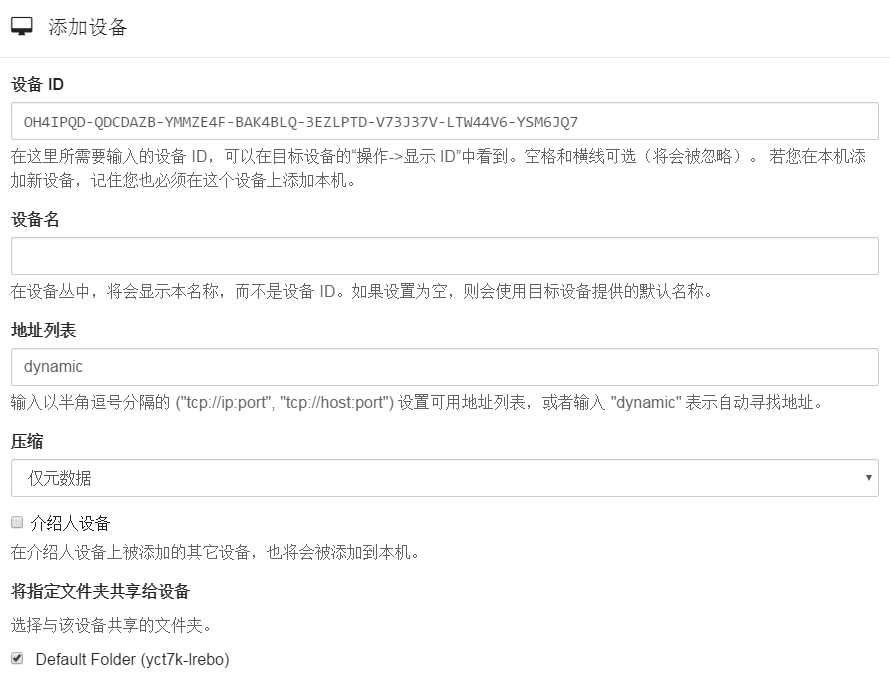 添加设备
设备 ID
OH4IPQD-QDCDAZB-YMMZE4F-BAK4BLQ-3EZLPTD-V73J37V-LTW44V6-YSM6JQ7
在这里所需要输入的设备 ID，可以在目标设备的“操作->显示 ID”中看到。空格和横线可选（将会被忽略）。 若您在本机添
加新设备，记住您也必须在这个设备上添加本机。
设备名
在设备丛中，将会显示本名称，而不是设备 ID。如果设置为空，则会使用目标设备提供的默认名称。
地址列表
dynamic
输入以半角逗号分隔的 ("tcp://ip:port", "tcp://host:port") 设置可用地址列表，或者输入 "dynamic" 表示自动寻找地址。
压缩
仅元数据
介绍人设备
在介绍人设备上被添加的其它设备，也将会被添加到本机。
将指定文件夹共享给设备
选择与该设备共享的文件夹。
Default Folder (yct7k-lrebo)